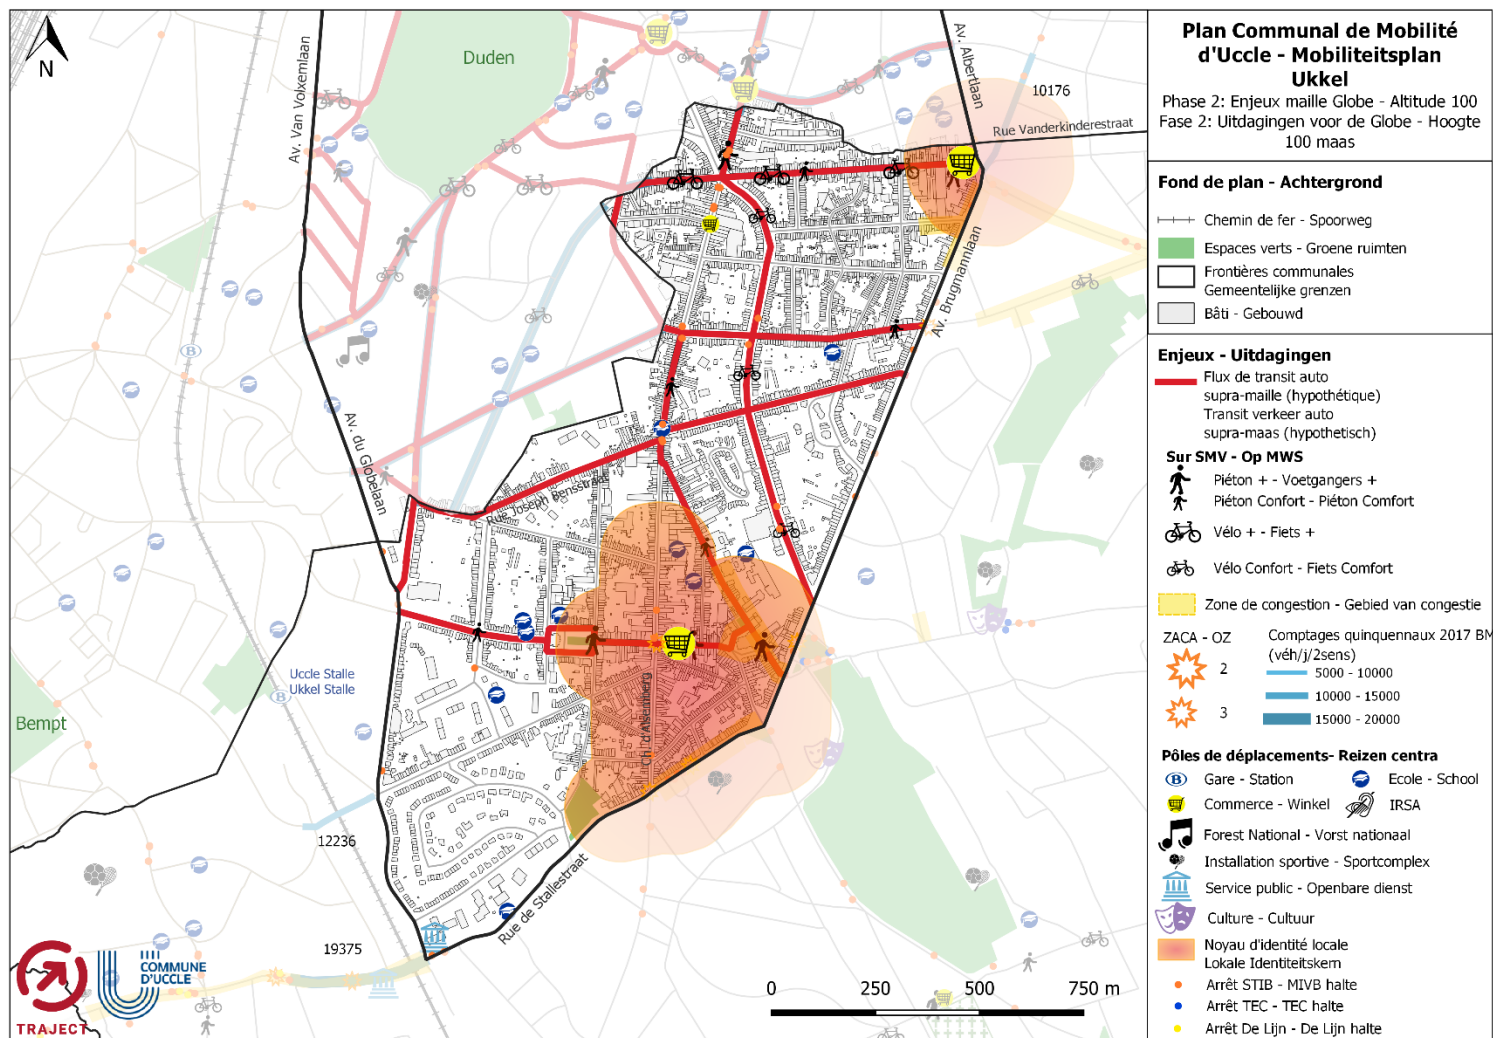 Plan Communal de Mobilité
d'Uccle - Mobiliteitsplan
Ukkel
Phase 2: Enjeux maille Globe - Altitude 100
Fase 2: Uitdagingen voor de Globe - Hoogte
100 maas
Fond de plan - Achtergrond
Chemin de fer - Spoorweg
Espaces verts - Groene ruimten
Frontières communales
Gemeentelijke grenzen
Bâti - Gebouwd
Enjeux - Uitdagingen
Flux de transit auto
supra-maille (hypothétique)
Transit verkeer auto
supra-maas (hypothetisch)
Sur SMV - Op MWS
Piéton + - Voetgangers +
Piéton Confort - Piéton Comfort
Vélo + - Fiets +
Vélo Confort - Fiets Comfort
Zone de congestion - Gebied van congestie
ZACA - OZ
2
3
Comptages quinquennaux 2017 BM
(véh/j/2sens)
5000 - 10000
10000 - 15000
15000 - 20000
Pôles de déplacements- Reizen centra
B Gare - Station
Ecole - School
Commerce - Winkel
IRSA
Forest National - Vorst nationaal
Installation sportive - Sportcomplex
Service public - Openbare dienst
Culture - Cultuur
Noyau d'identité locale
Lokale Identiteitskern
Arrêt STIB - MIVB halte
Arrêt TEC - TEC halte
Arrêt De Lijn - De Lijn halte
N
Duden
Av. Van Volxemlaan
Av. Albertlaan
10176
Rue Vanderkinderestraat
Av. Brugmannlaan
B
Av. du Globelaan
Rue Joseph Bensstraat
Uccle Stalle
Ukkel Stalle
B
Bempt
Ch. d'Alsemberg
12236
Rue de Stallestraat
19375
TRAJECT
COMMUNE
D'UCCLE
0 250 500 750 m